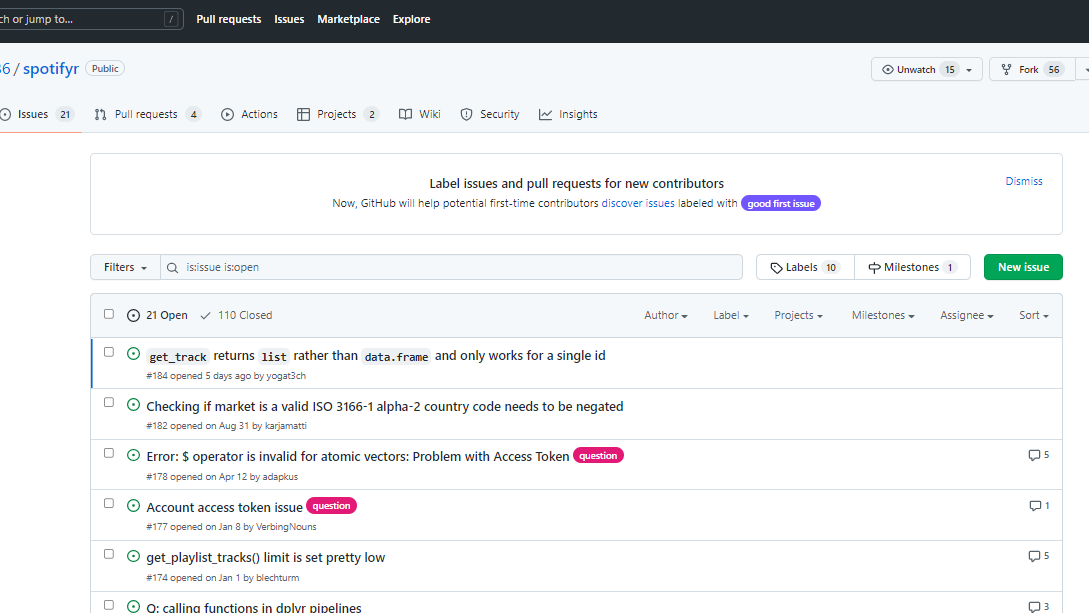 ch or jump to... / Pull requests Issues Marketplace Explore
6 / spotifyr Public Unwatch 15 Fork 56
Issues 21 Pull requests 4 Actions Projects 2 Wiki Security Insights
Label issues and pull requests for new contributors Dismiss
Now, GitHub will help potential first-time contributors discover issues labeled with good first issue
Filters is:issue is:open Labels 10 Milestones 1 New issue
21 Open 110 Closed Author Label Projects Milestones Assignee Sort
get_track returns list rather than data.frame and only works for a single id
#184 opened 5 days ago by yogat3ch
Checking if market is a valid ISO 3166-1 alpha-2 country code needs to be negated
#182 opened on Aug 31 by karjamatti
Error: $ operator is invalid for atomic vectors: Problem with Access Token question 5
#178 opened on Apr 12 by adapkus
Account access token issue question 1
#177 opened on Jan 8 by VerbingNouns
get_playlist_tracks() limit is set pretty low 5
#174 opened on Jan 1 by blechturm
Q: calling functions in dplyr pipelines 3